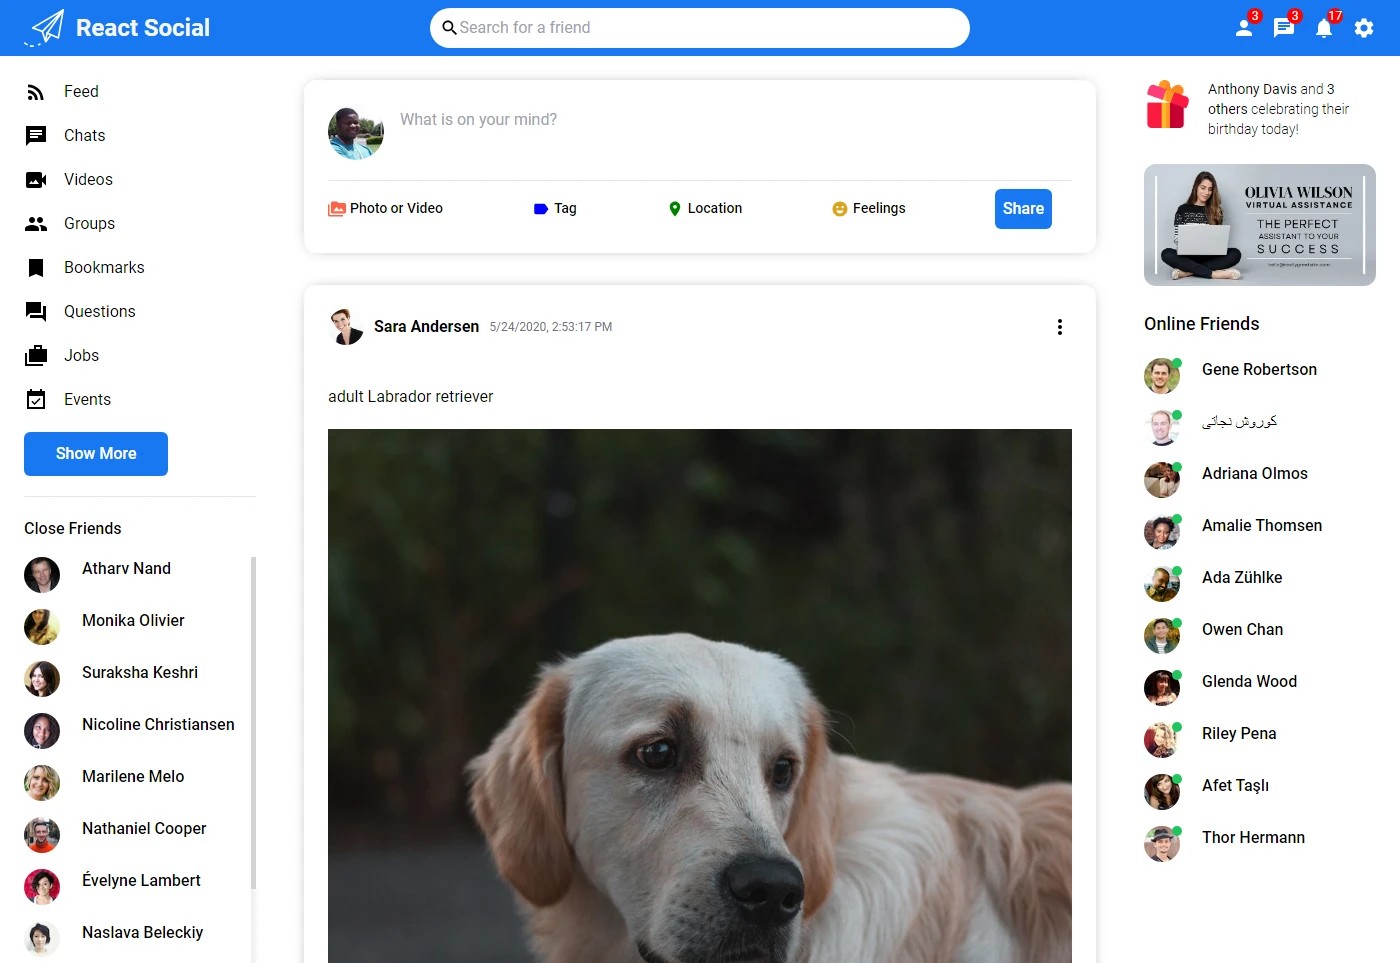 React Social
Search for a friend
3
3
17
Feed
Chats
Videos
Groups
Bookmarks
Questions
Jobs
Events
Show More
Close Friends
Atharv Nand
Monika Olivier
Suraksha Keshri
Nicoline Christiansen
Marilene Melo
Nathaniel Cooper
Évelyne Lambert
Naslava Beleckiy
What is on your mind?
Photo or Video
Tag
Location
Feelings
Share
Sara Andersen 5/24/2020, 2:53:17 PM
adult Labrador retriever
Anthony Davis and 3
others celebrating their
birthday today!
OLIVIA WILSON
VIRTUAL ASSISTANCE
THE PERFECT
ASSISTANT TO YOUR
SUCCESS
Online Friends
Gene Robertson
کوروش نجاتی
Adriana Olmos
Amalie Thomsen
Ada Zühlke
Owen Chan
Glenda Wood
Riley Pena
Afet Taşlı
Thor Hermann